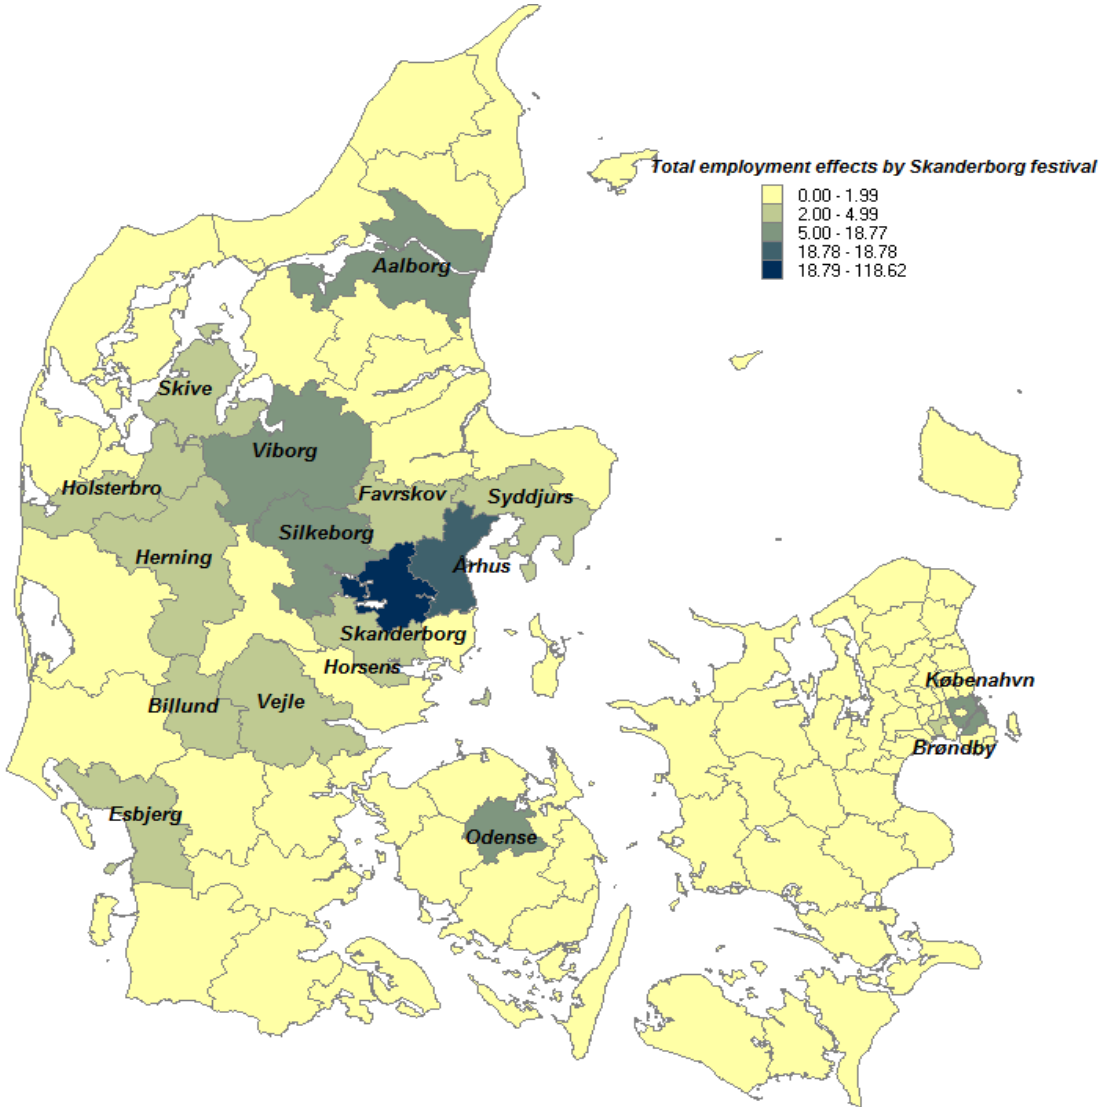 Total employment effects by Skanderborg festival
0.00 - 1.99
2.00 - 4.99
5.00 - 18.77
18.78 - 18.78
18.79 - 118.62
Aalborg
Skive
Viborg
Holsterbro
Favrskov
Syddjurs
Silkeborg
Herning
Århus
Skanderborg
Horsens
København
Billund
Vejle
Brøndby
Esbjerg
Odense